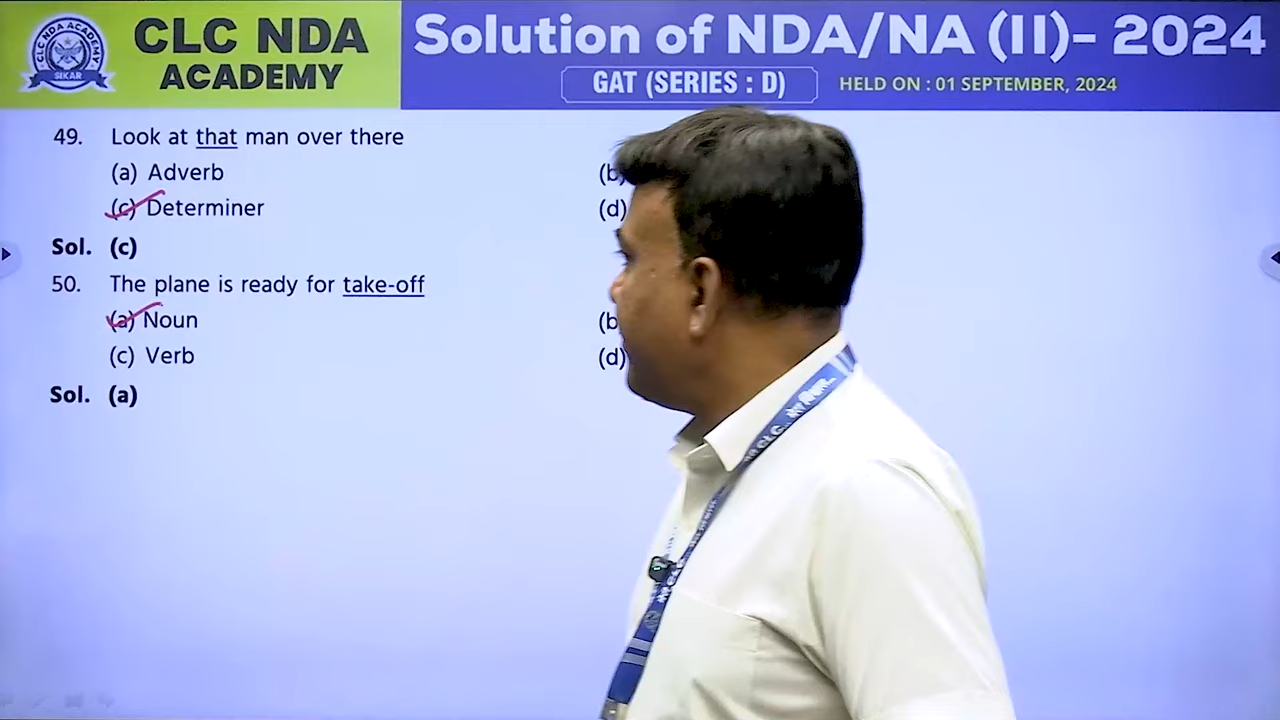 CLC NDA ACADEMY
SIKAR
CLC NDA
ACADEMY
Solution of NDA/NA (II)- 2024
GAT (SERIES : D)
HELD ON : 01 SEPTEMBER, 2024
49. Look at that man over there
(a) Adverb
(b)
(c) Determiner
(d)
Sol. (c)
50. The plane is ready for take-off
(a) Noun
(b
(c) Verb
(d)
Sol. (a)